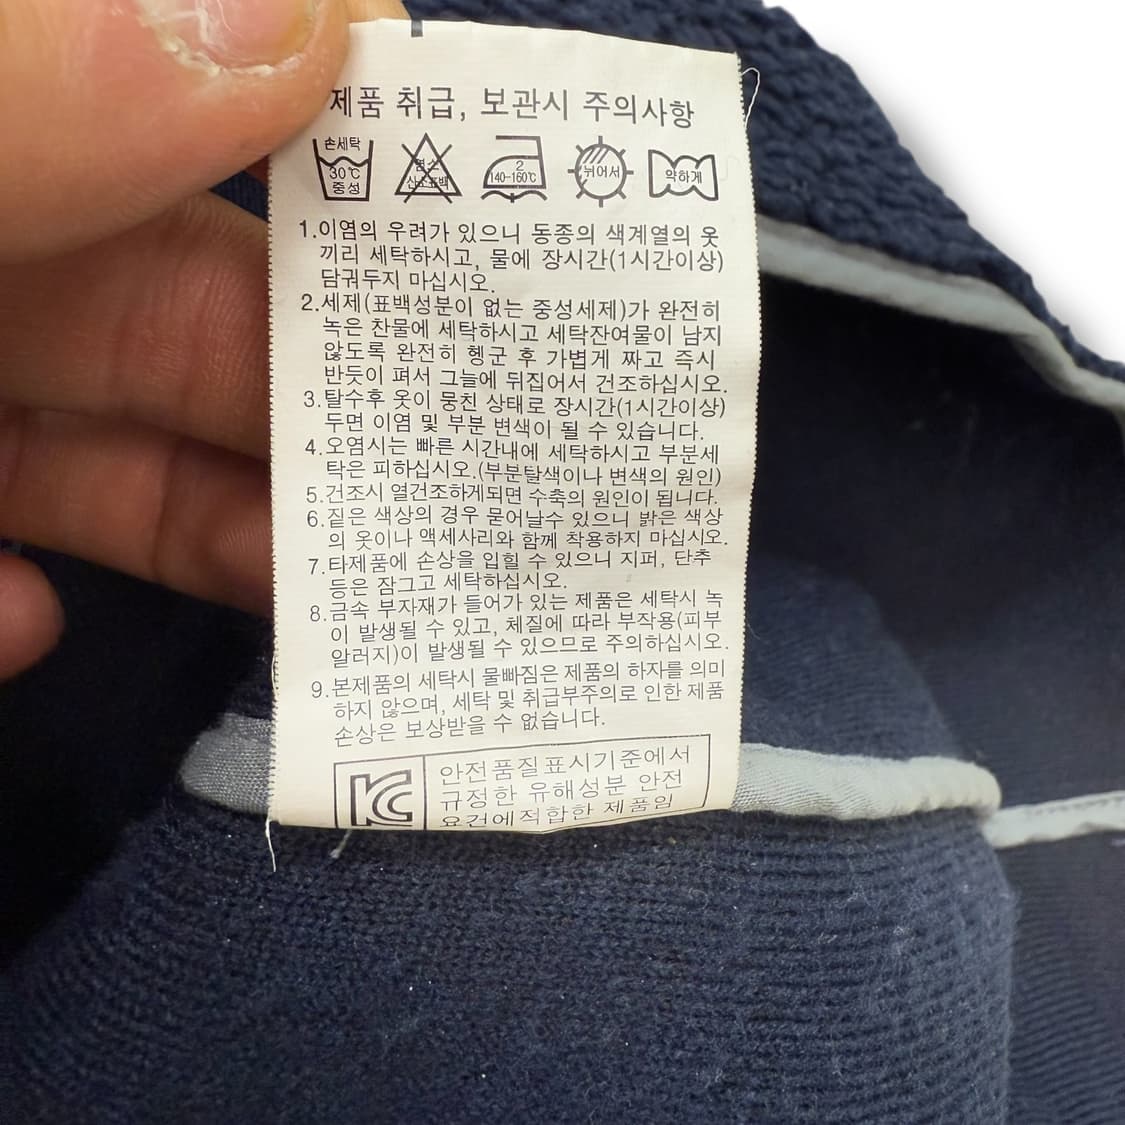 제품 취급, 보관시 주의사항
손세탁
30℃
중성
염소
산소표백
2
140-160℃
뉘어서
약하게
1.이염의 우려가 있으니 동종의 색계열의 옷
끼리 세탁하시고, 물에 장시간(1시간이상)
담궈두지 마십시오.
2.세제(표백성분이 없는 중성세제)가 완전히
녹은 찬물에 세탁하시고 세탁잔여물이 남지
않도록 완전히 헹군 후 가볍게 짜고 즉시
반듯이 펴서 그늘에 뒤집어서 건조하십시오.
3.탈수후 옷이 뭉친 상태로 장시간(1시간이상)
두면 이염 및 부분 변색이 될 수 있습니다.
4.오염시는 빠른 시간내에 세탁하시고 부분세
탁은 피하십시오.(부분탈색이나 변색의 원인)
5.건조시 열건조하게되면 수축의 원인이 됩니다.
6.짙은 색상의 경우 묻어날수 있으니 밝은 색상
의 옷이나 액세사리와 함께 착용하지 마십시오.
7.타제품에 손상을 입힐 수 있으니 지퍼, 단추
등은 잠그고 세탁하십시오.
8.금속 부자재가 들어가 있는 제품은 세탁시 녹
이 발생될 수 있고, 체질에 따라 부작용(피부
알러지)이 발생될 수 있으므로 주의하십시오.
9.본제품의 세탁시 물빠짐은 제품의 하자를 의미
하지 않으며, 세탁 및 취급부주의로 인한 제품
손상은 보상받을 수 없습니다.
KC
안전품질표시기준에서
규정한 유해성분 안전
요건에적합한 제품임